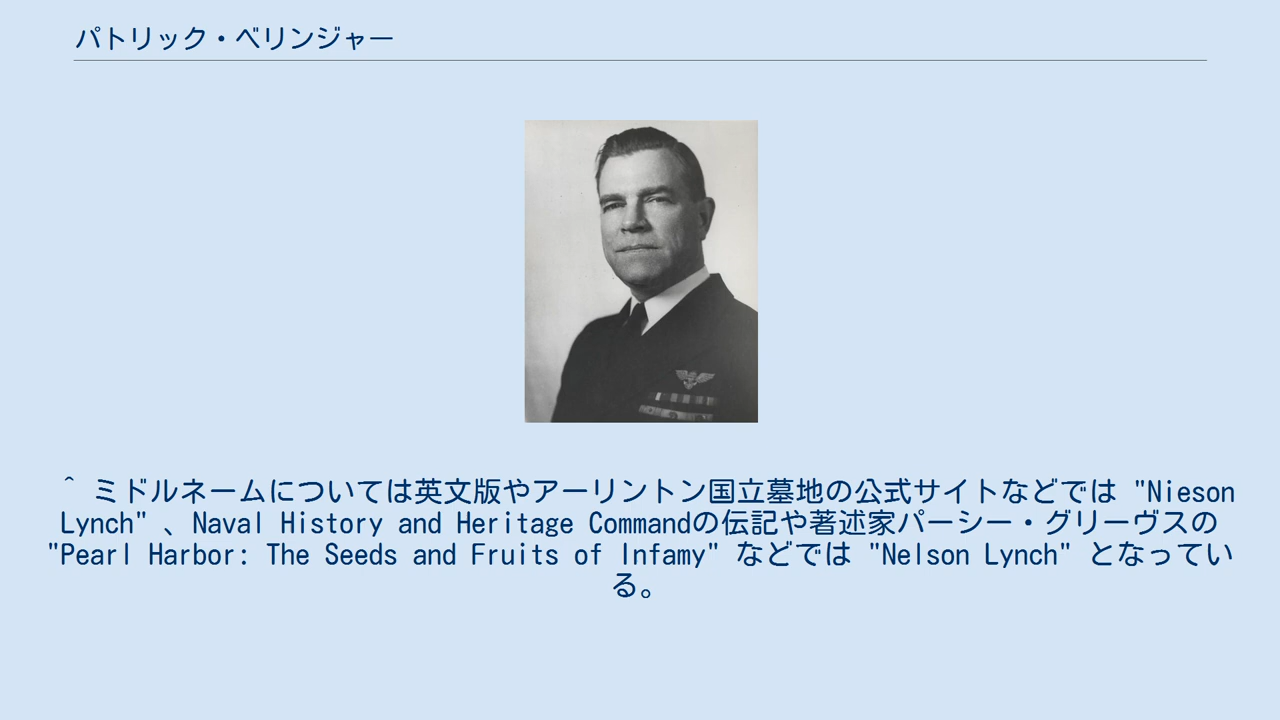 パトリック・ベリンジャー
^ ミドルネームについては英文版やアーリントン国立墓地の公式サイトなどでは "Nieson
Lynch" 、Naval History and Heritage Commandの伝記や著述家パーシー・グリーヴスの
"Pearl Harbor: The Seeds and Fruits of Infamy" などでは "Nelson Lynch" となってい
る。